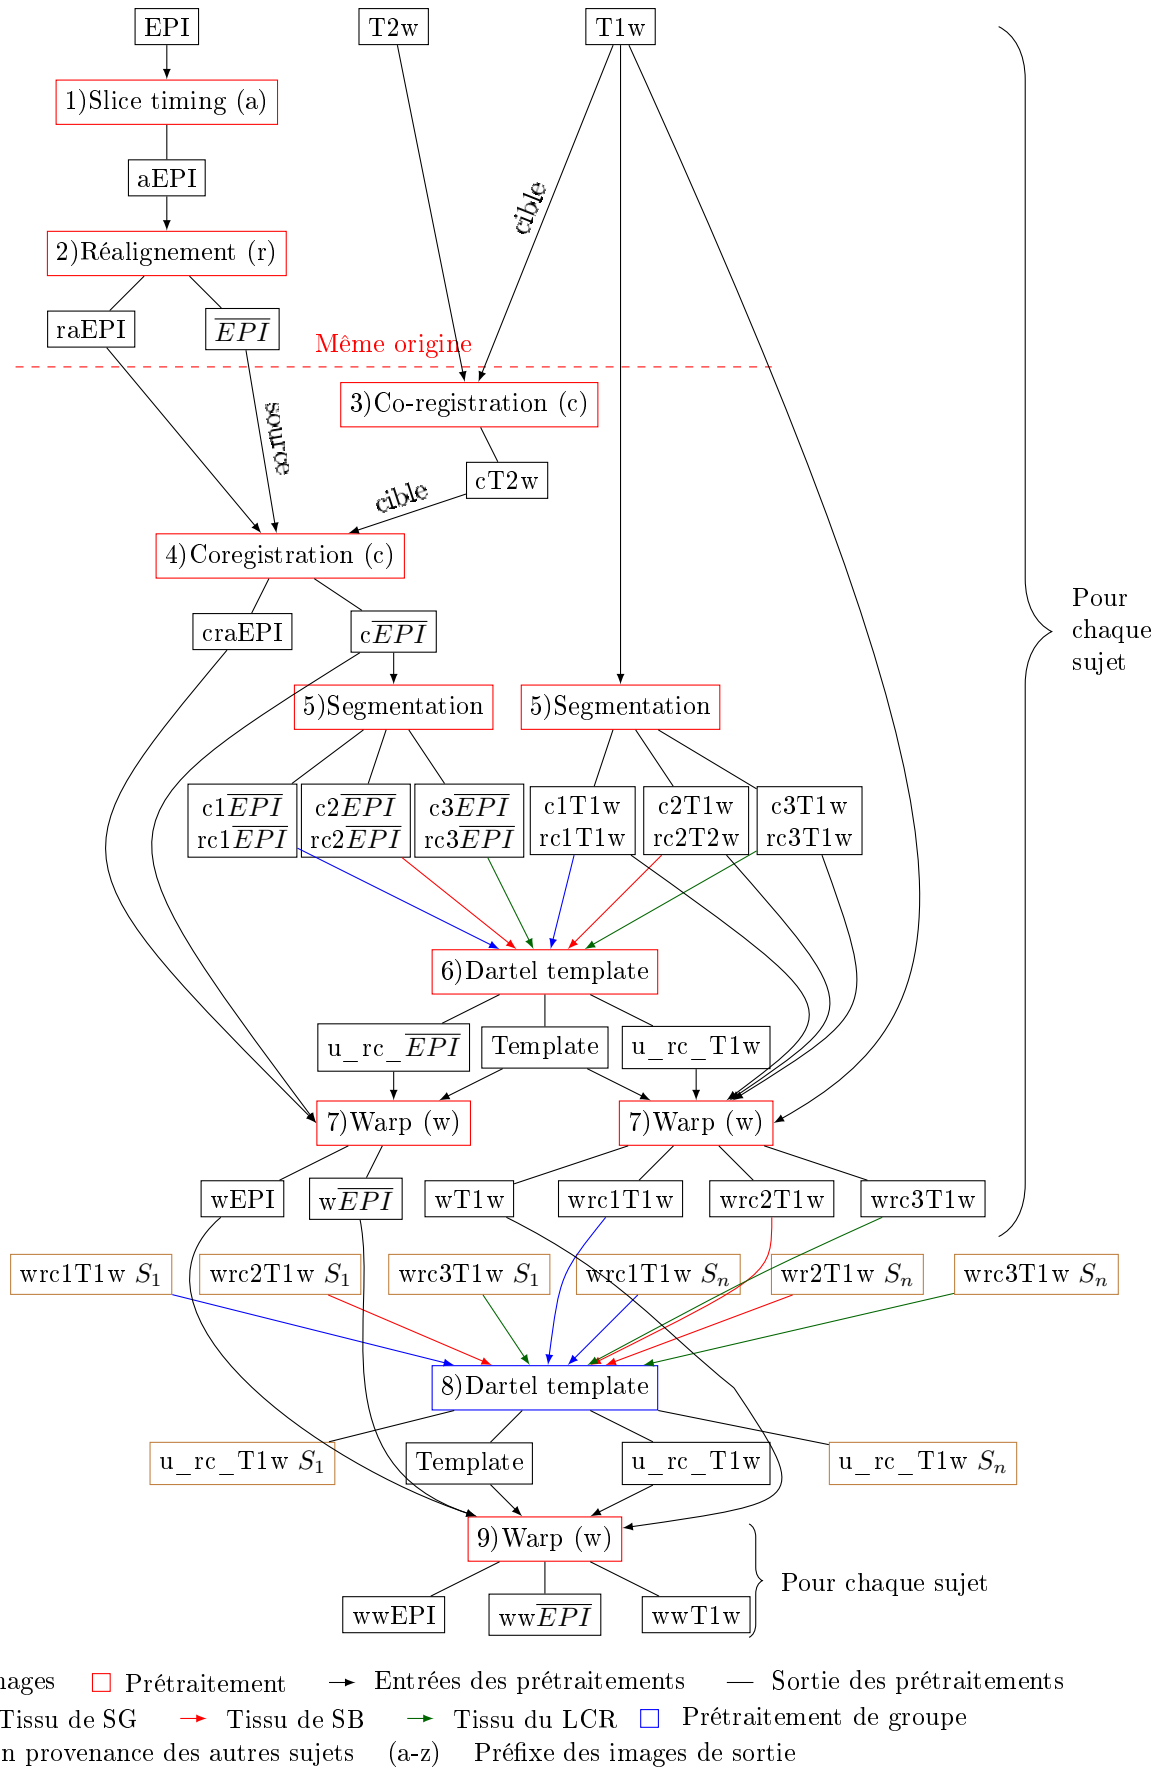 EPI T2w T1w
1)Slice timing (a)
aEPI
cible
2)Réalignement (r)
raEPI $\overline{EPI}$
Même origine
3)Co-registration (c)
source
cT2w
cible
4)Coregistration (c)
craEPI c$\overline{EPI}$
Pour
chaque
sujet
5)Segmentation 5)Segmentation
c1$\overline{EPI}$ c2$\overline{EPI}$ c3$\overline{EPI}$ c1T1w c2T1w c3T1w
rc1$\overline{EPI}$ rc2$\overline{EPI}$ rc3$\overline{EPI}$ rc1T1w rc2T2w rc3T1w
6)Dartel template
u_rc_$\overline{EPI}$ Template u_rc_T1w
7)Warp (w) 7)Warp (w)
wEPI w$\overline{EPI}$ wT1w wrc1T1w wrc2T1w wrc3T1w
wrc1T1w $S_1$ wrc2T1w $S_1$ wrc3T1w $S_1$ wrc1T1w $S_n$ wr2T1w $S_n$ wrc3T1w $S_n$
8)Dartel template
u_rc_T1w $S_1$ Template u_rc_T1w u_rc_T1w $S_n$
9)Warp (w)
Pour chaque sujet
wwEPI ww$\overline{EPI}$ wwT1w
ages Prétraitement Entrées des prétraitements Sortie des prétraitements
Tissu de SG Tissu de SB Tissu du LCR Prétraitement de groupe
n provenance des autres sujets (a-z) Préfixe des images de sortie